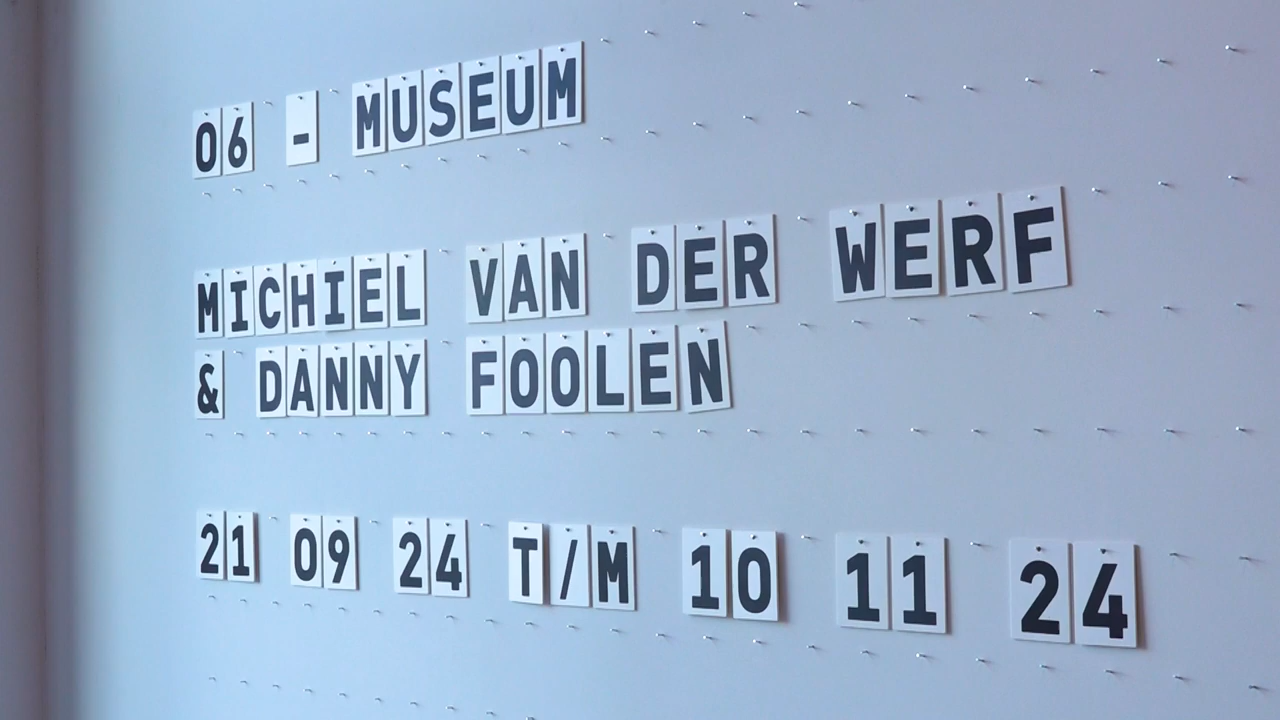 06 - MUSEUM
MICHIEL VAN DER WERF
& DANNY FOOLEN
21 09 24 T/M 10 11 24